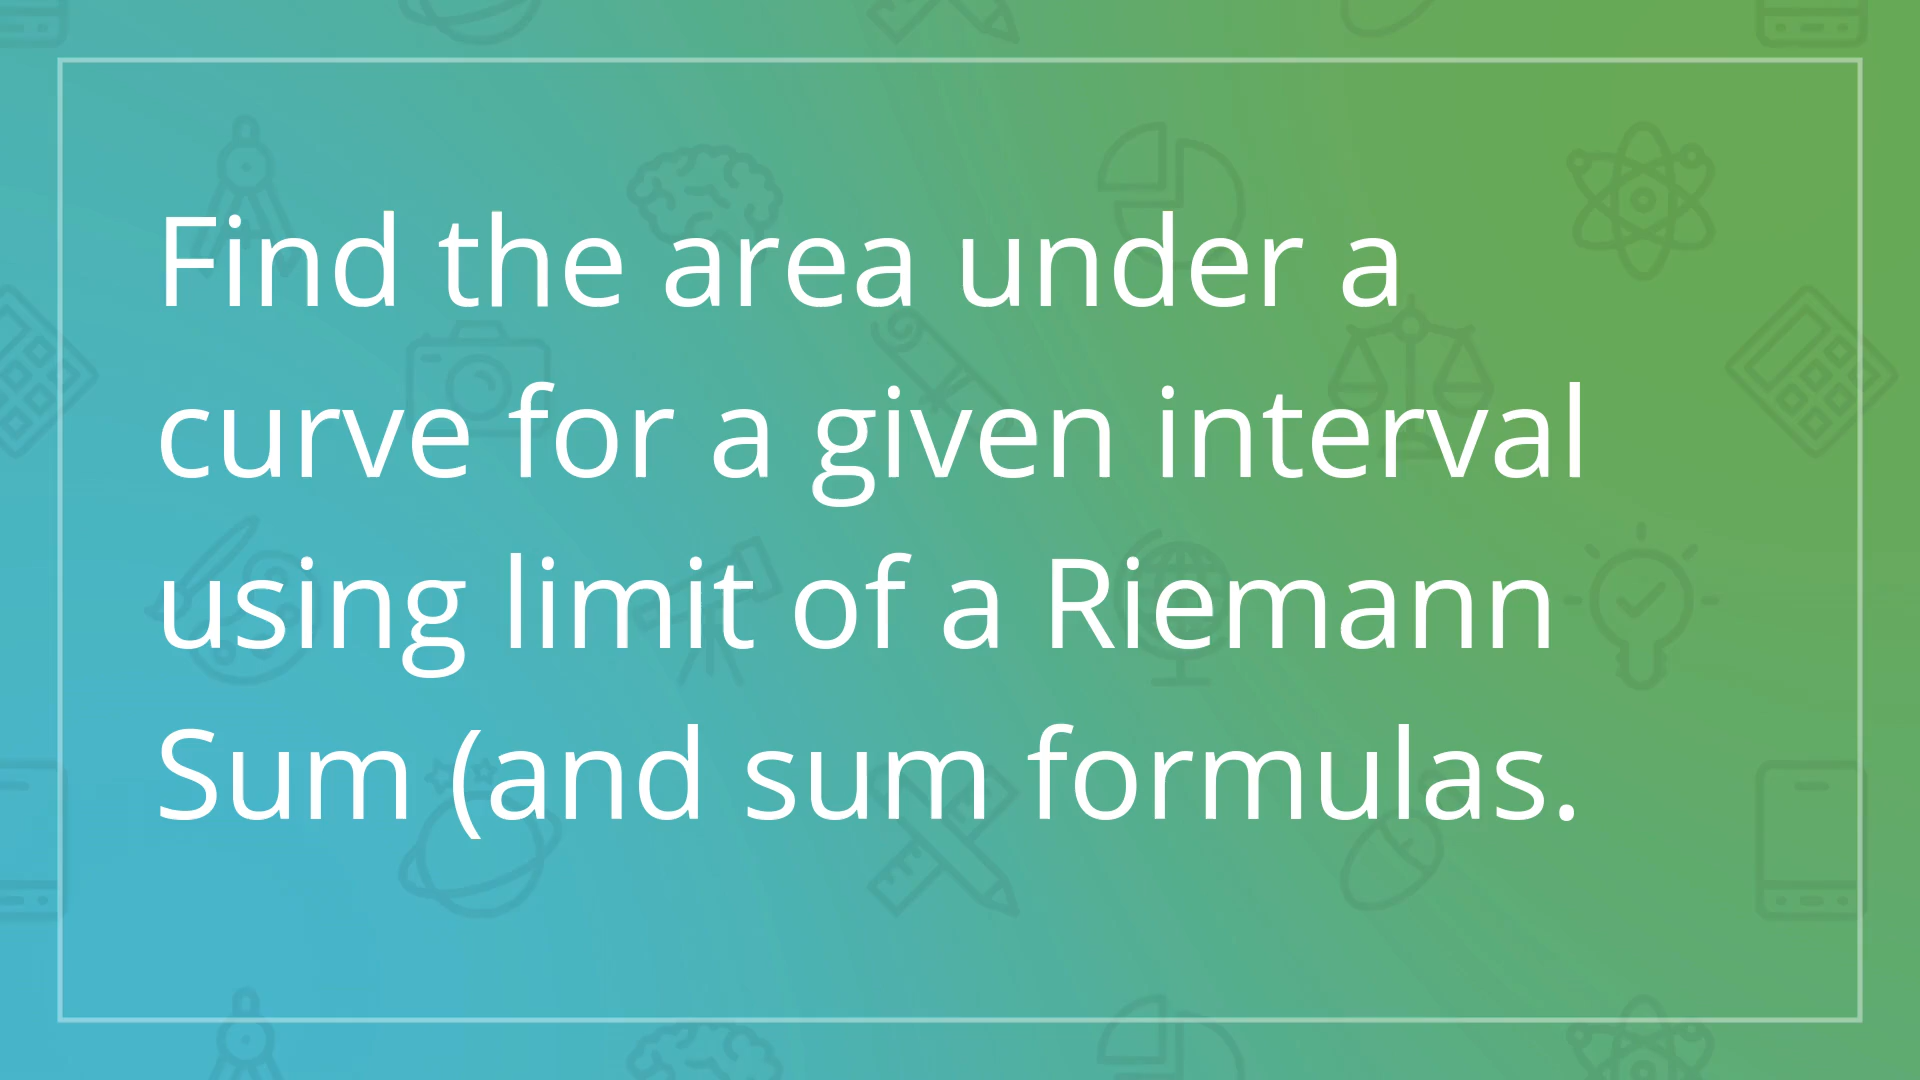 Find the area under a
curve for a given interval
using limit of a Riemann
Sum (and sum formulas.